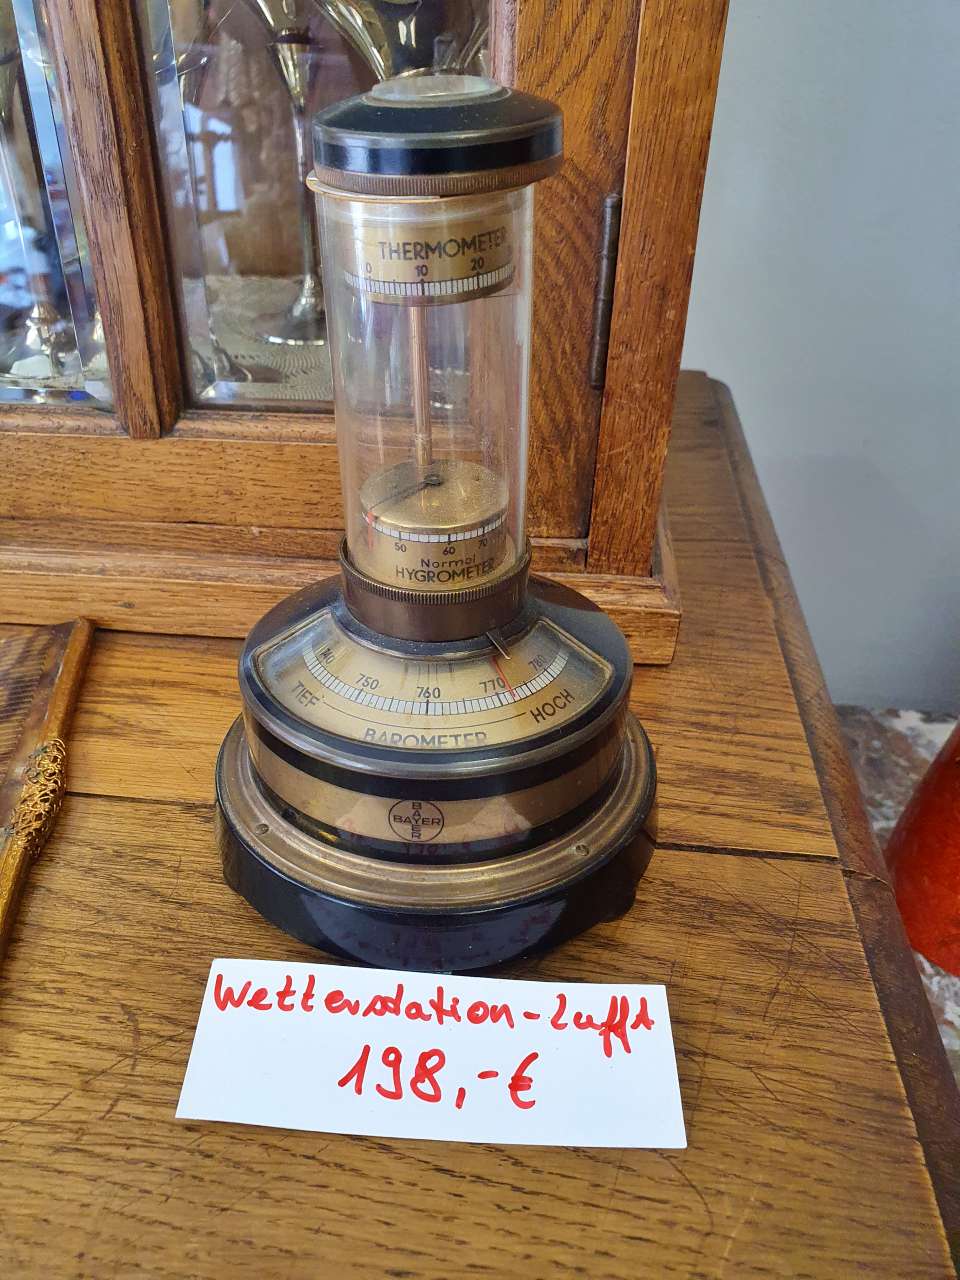 THERMOMETER
0 10 20
50 60 70
Normal
HYGROMETER
740 750 760 770 780
TIEF HOCH
BAROMETER
BAYER
BAYER
Wetterstation - Lufft
198,- €